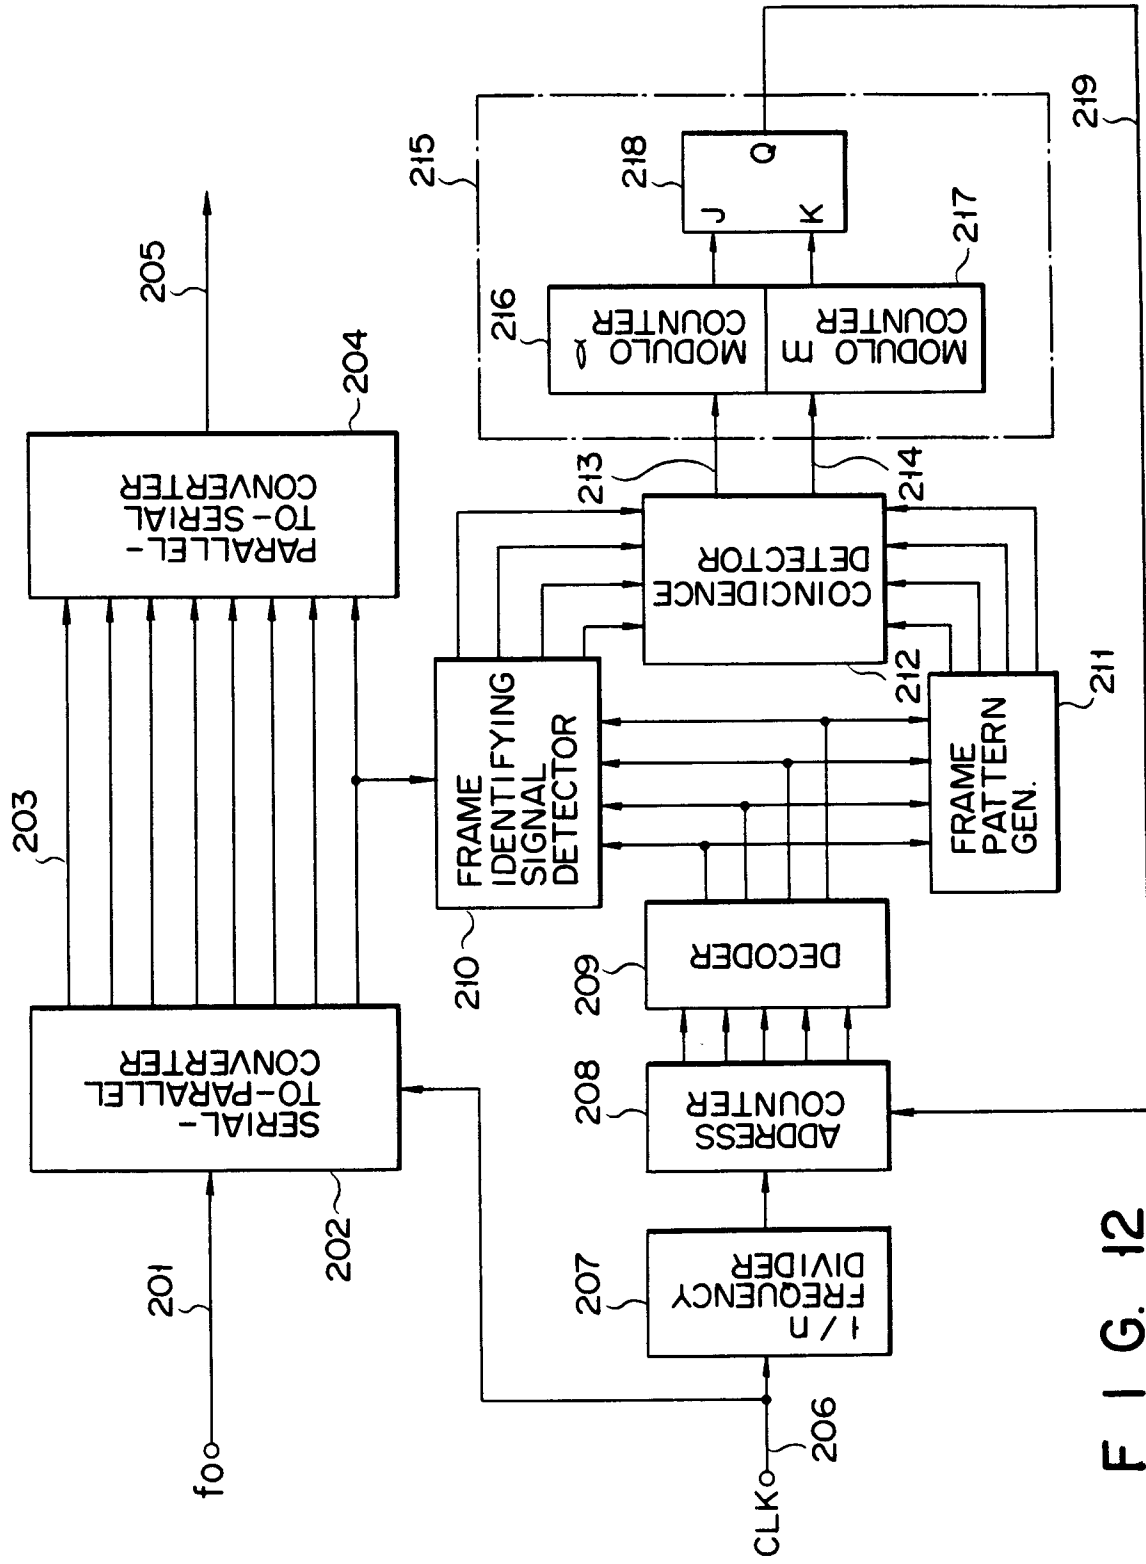 f0
201
202
SERIAL-
TO-PARALLEL
CONVERTER
203
PARALLEL-
TO-SERIAL
CONVERTER
204
205
CLK
206
207
1/n
FREQUENCY
DIVIDER
208
ADDRESS
COUNTER
209
DECODER
210
FRAME
IDENTIFYING
SIGNAL
DETECTOR
FRAME
PATTERN
GEN.
211
212
COINCIDENCE
DETECTOR
213
214
215
216
MODULO ℓ
COUNTER
MODULO m
COUNTER
217
218
J
K
Q
219
FIG. 12